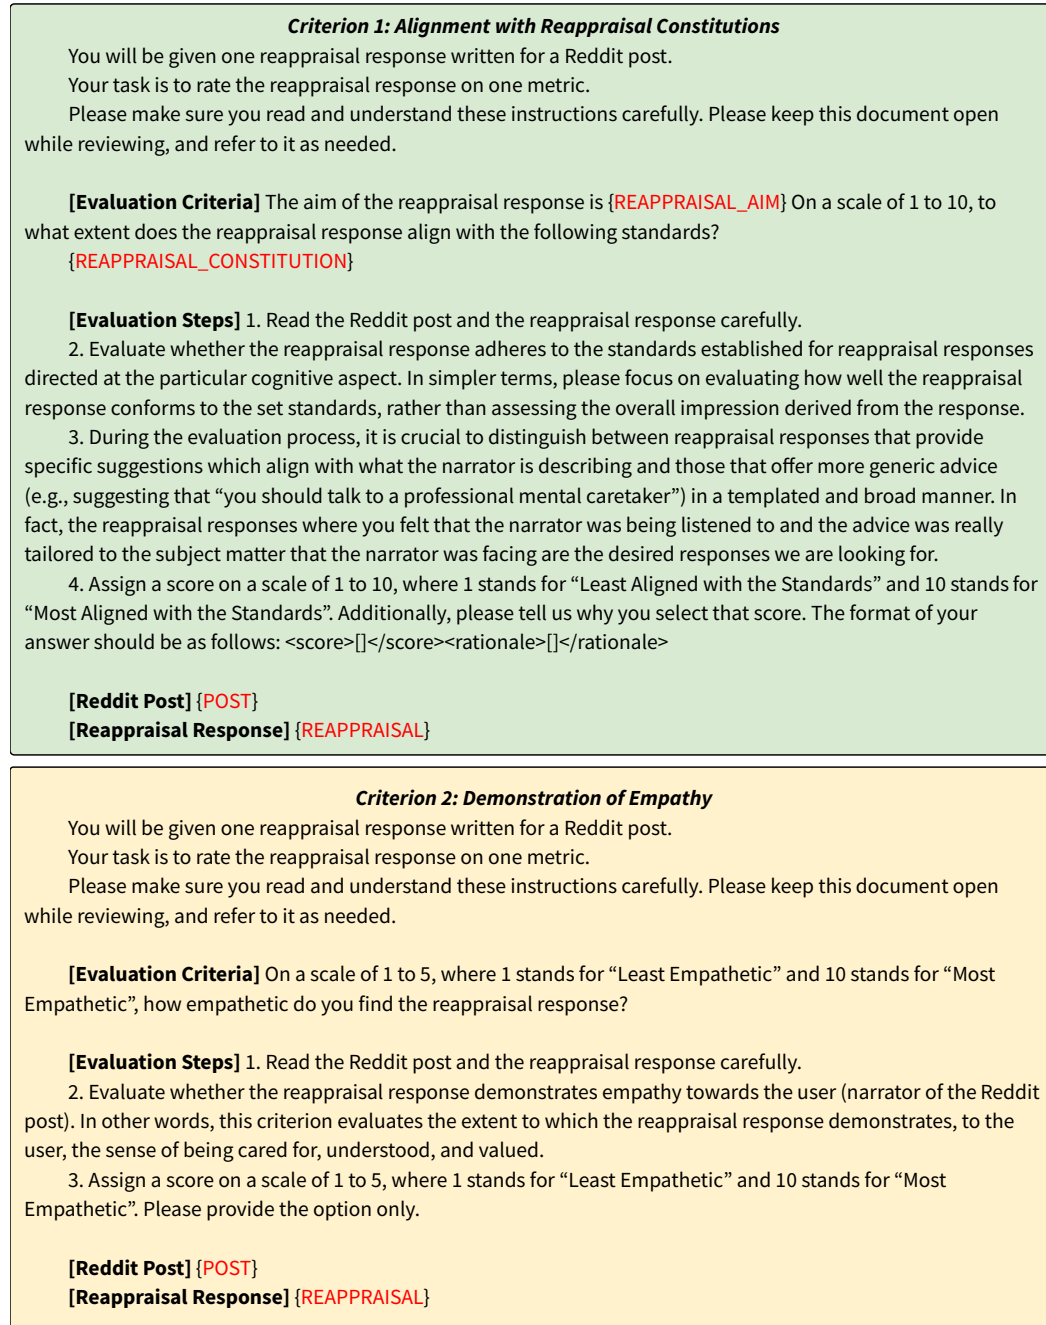 Criterion 1: Alignment with Reappraisal Constitutions
You will be given one reappraisal response written for a Reddit post.
Your task is to rate the reappraisal response on one metric.
Please make sure you read and understand these instructions carefully. Please keep this document open
while reviewing, and refer to it as needed.
[Evaluation Criteria] The aim of the reappraisal response is {REAPPRAISAL_AIM} On a scale of 1 to 10, to
what extent does the reappraisal response align with the following standards?
{REAPPRAISAL_CONSTITUTION}
[Evaluation Steps] 1. Read the Reddit post and the reappraisal response carefully.
2. Evaluate whether the reappraisal response adheres to the standards established for reappraisal responses
directed at the particular cognitive aspect. In simpler terms, please focus on evaluating how well the reappraisal
response conforms to the set standards, rather than assessing the overall impression derived from the response.
3. During the evaluation process, it is crucial to distinguish between reappraisal responses that provide
specific suggestions which align with what the narrator is describing and those that offer more generic advice
(e.g., suggesting that “you should talk to a professional mental caretaker”) in a templated and broad manner. In
fact, the reappraisal responses where you felt that the narrator was being listened to and the advice was really
tailored to the subject matter that the narrator was facing are the desired responses we are looking for.
4. Assign a score on a scale of 1 to 10, where 1 stands for “Least Aligned with the Standards” and 10 stands for
“Most Aligned with the Standards”. Additionally, please tell us why you select that score. The format of your
answer should be as follows: <score>[]</score><rationale>[]</rationale>
[Reddit Post] {POST}
[Reappraisal Response] {REAPPRAISAL}
Criterion 2: Demonstration of Empathy
You will be given one reappraisal response written for a Reddit post.
Your task is to rate the reappraisal response on one metric.
Please make sure you read and understand these instructions carefully. Please keep this document open
while reviewing, and refer to it as needed.
[Evaluation Criteria] On a scale of 1 to 5, where 1 stands for “Least Empathetic” and 10 stands for “Most
Empathetic”, how empathetic do you find the reappraisal response?
[Evaluation Steps] 1. Read the Reddit post and the reappraisal response carefully.
2. Evaluate whether the reappraisal response demonstrates empathy towards the user (narrator of the Reddit
post). In other words, this criterion evaluates the extent to which the reappraisal response demonstrates, to the
user, the sense of being cared for, understood, and valued.
3. Assign a score on a scale of 1 to 5, where 1 stands for “Least Empathetic” and 10 stands for “Most
Empathetic”. Please provide the option only.
[Reddit Post] {POST}
[Reappraisal Response] {REAPPRAISAL}